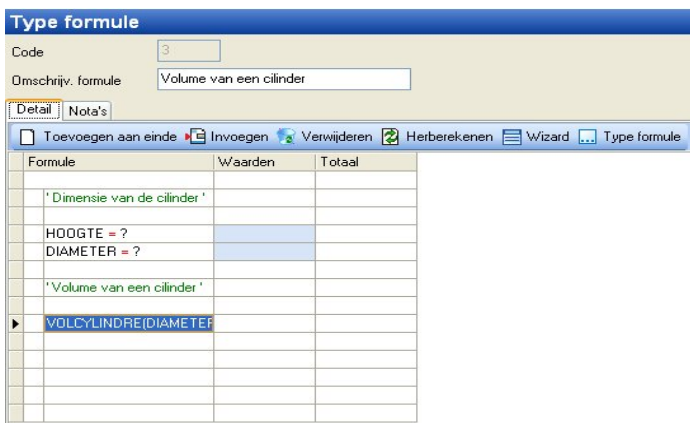 Type formule
Code 3
Omschrijv. formule Volume van een cilinder
Detail Nota's
Toevoegen aan einde Invoegen Verwijderen Herberekenen Wizard Type formule
Formule Waarden Totaal
' Dimensie van de cilinder '
HOOGTE = ?
DIAMETER = ?
' Volume van een cilinder '
VOLCYLINDRE(DIAMETER